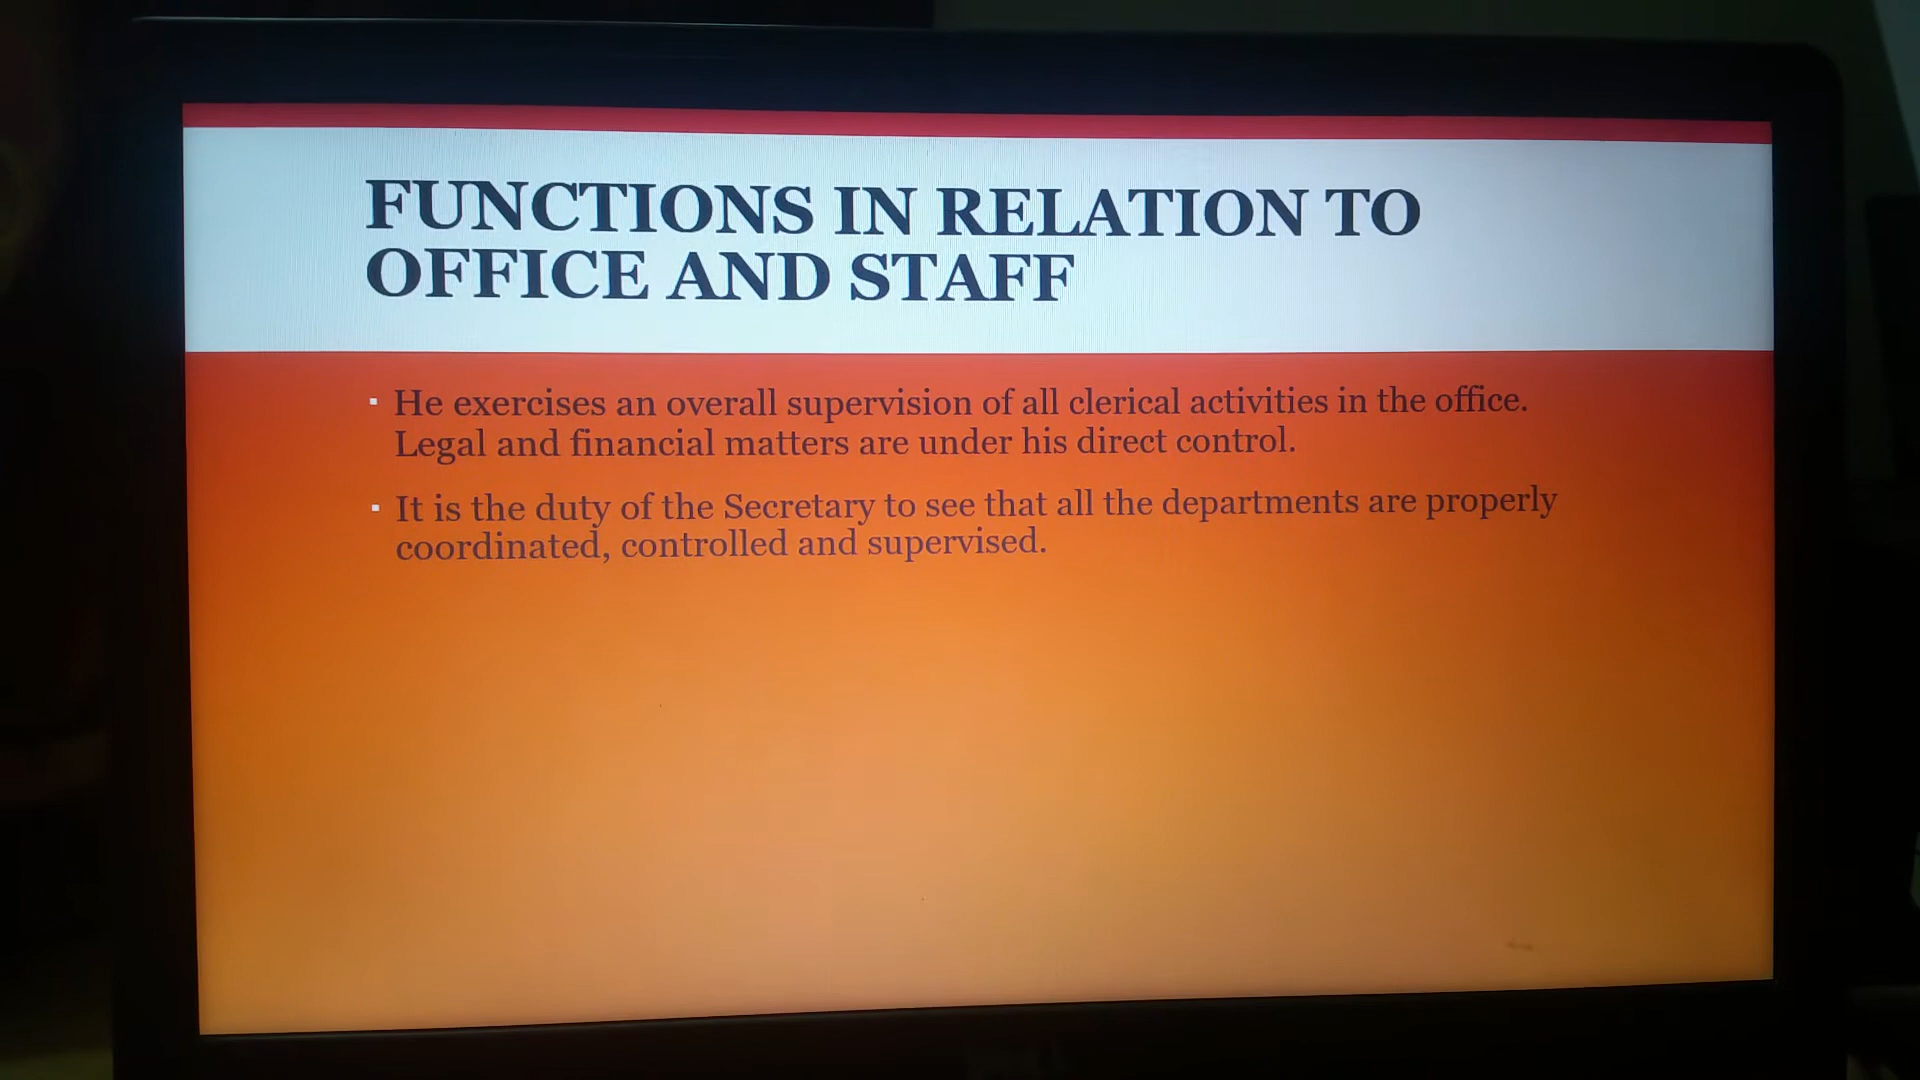 FUNCTIONS IN RELATION TO
OFFICE AND STAFF
▪ He exercises an overall supervision of all clerical activities in the office.
Legal and financial matters are under his direct control.
▪ It is the duty of the Secretary to see that all the departments are properly
coordinated, controlled and supervised.